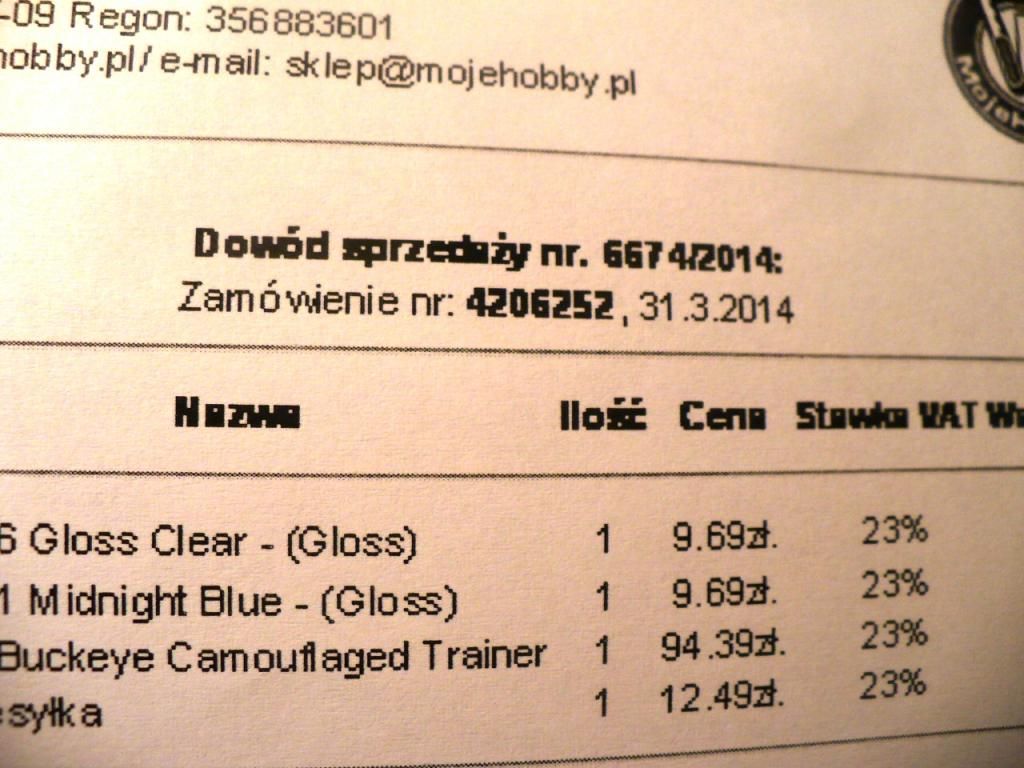 -09 Regon: 356883601
hobby.pl/ e-mail: sklep@mojehobby.pl
MojeH
Dowód sprzedaży nr. 6674/2014:
Zamówienie nr: 4206252, 31.3.2014
Nazwa Ilość Cena Stawka VAT W
6 Gloss Clear - (Gloss) 1 9.69zł. 23%
1 Midnight Blue - (Gloss) 1 9.69zł. 23%
Buckeye Camouflaged Trainer 1 94.39zł. 23%
esyłka 1 12.49zł. 23%